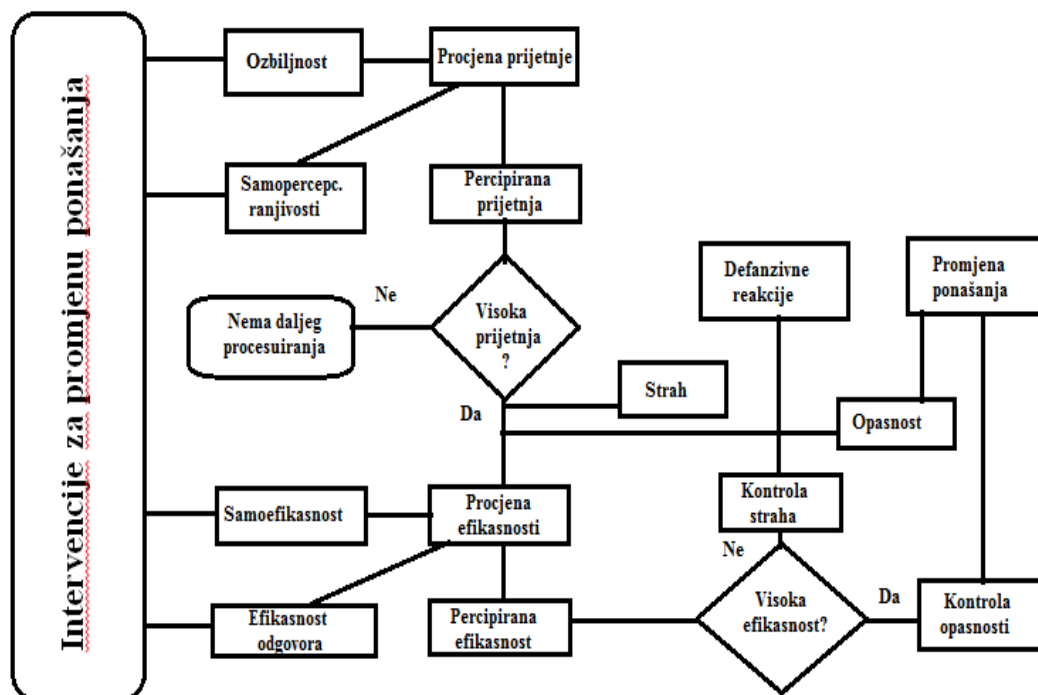 Intervencije za promjenu ponašanja
Ozbiljnost
Procjena prijetnje
Samopercepc.
ranjivosti
Percipirana
prijetnja
Defanzivne
reakcije
Promjena
ponašanja
Ne
Nema daljeg
procesuiranja
Visoka
prijetnja
?
Strah
Da
Opasnost
Samoefikasnost
Procjena
efikasnosti
Kontrola
straha
Ne
Efikasnost
odgovora
Percipirana
efikasnost
Visoka
efikasnost?
Da
Kontrola
opasnosti